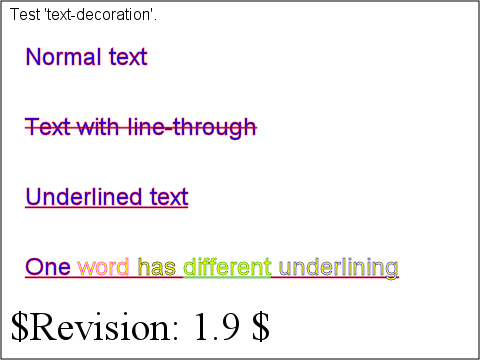 Test 'text-decoration'.
Normal text
Text with line-through
Underlined text
One word has different underlining
$Revision: 1.9 $